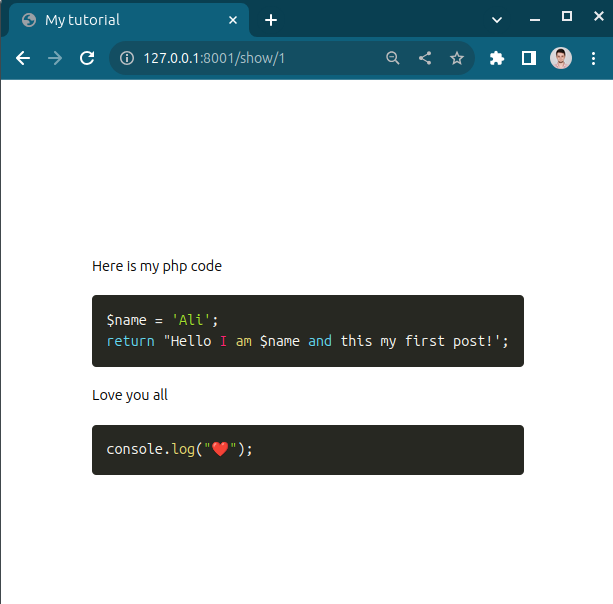 My tutorial
127.0.0.1:8001/show/1
Here is my php code
$name = 'Ali';
return "Hello I am $name and this my first post!';
Love you all
console.log("❤️");